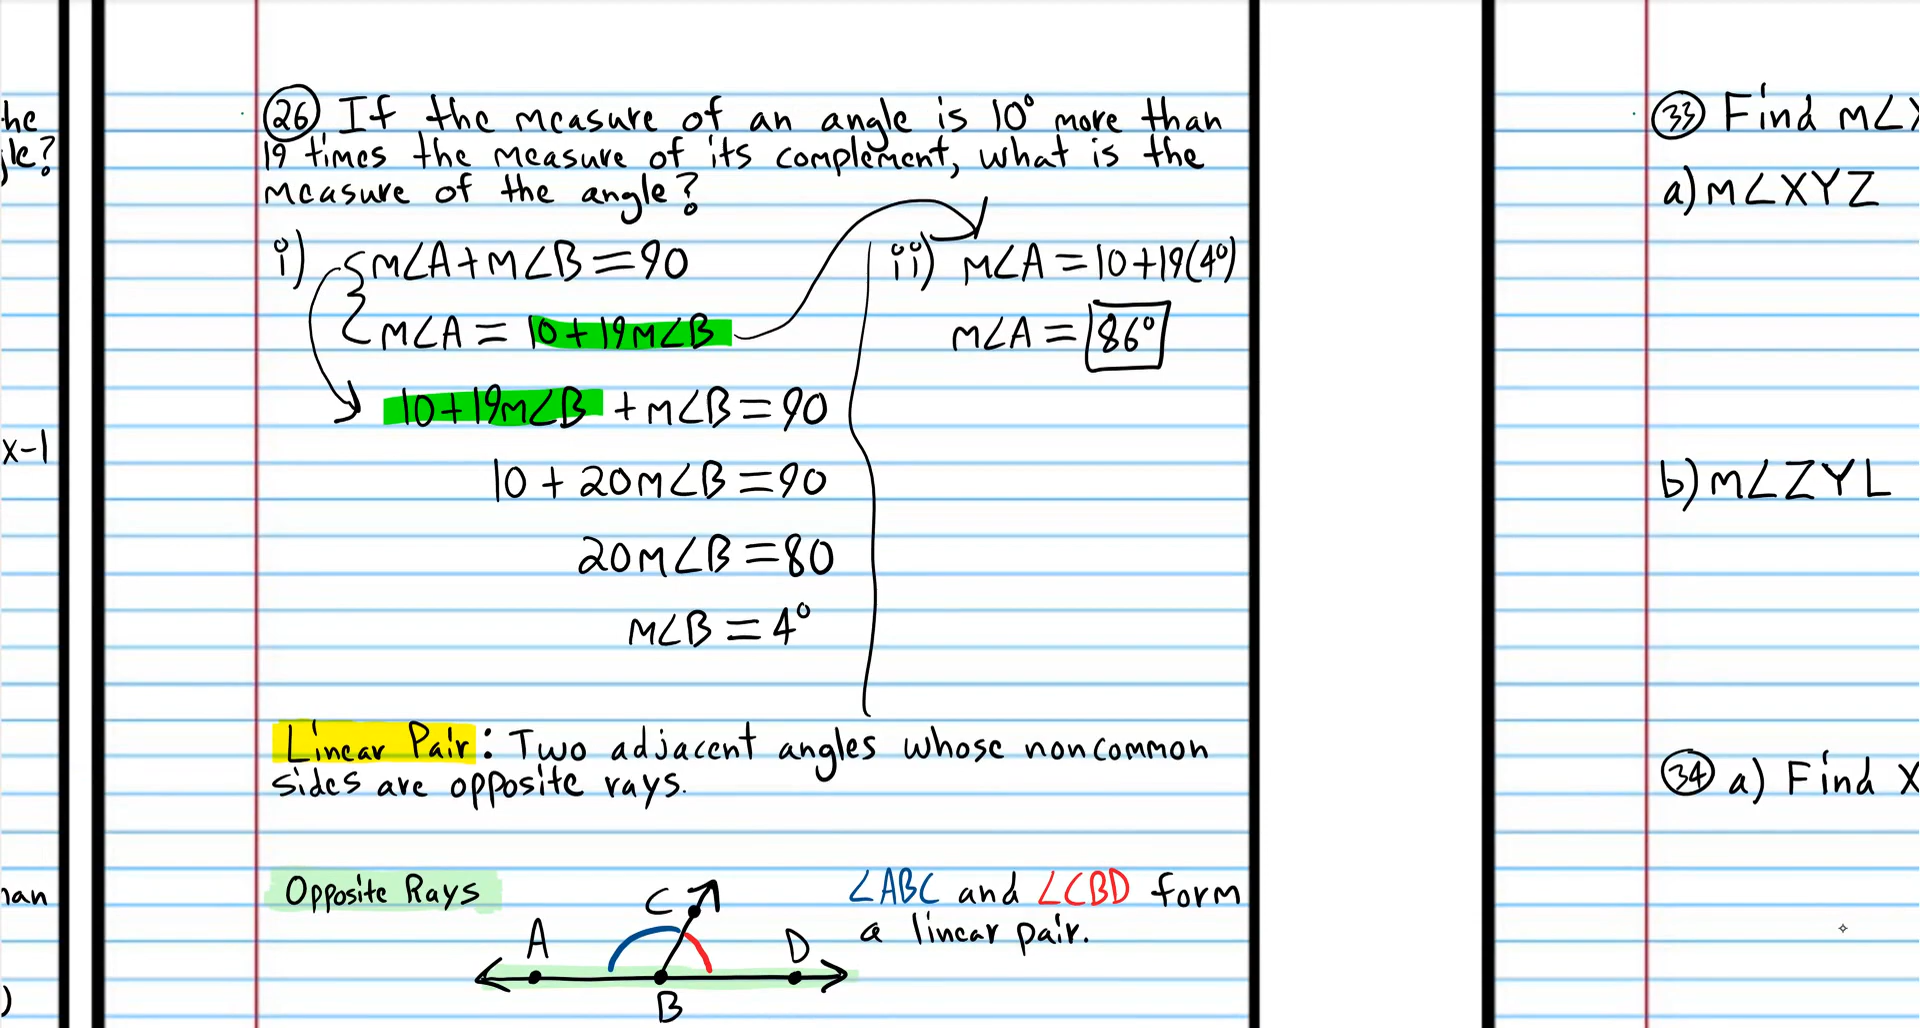 he
gle?
x-1
han
)
26 If the measure of an angle is 10° more than
19 times the measure of its complement, what is the
measure of the angle?
i) { m∠A+m∠B=90
m∠A = 10+19m∠B
10+19m∠B + m∠B=90
10 + 20m∠B=90
20m∠B=80
m∠B=4°
ii) m∠A=10+19(4°)
m∠A = 86°
Linear Pair: Two adjacent angles whose noncommon
sides are opposite rays.
Opposite Rays
C
A
D
B
∠ABC and ∠CBD form
a linear pair.
33 Find m∠X
a) m∠XYZ
b) m∠ZYL
34 a) Find X